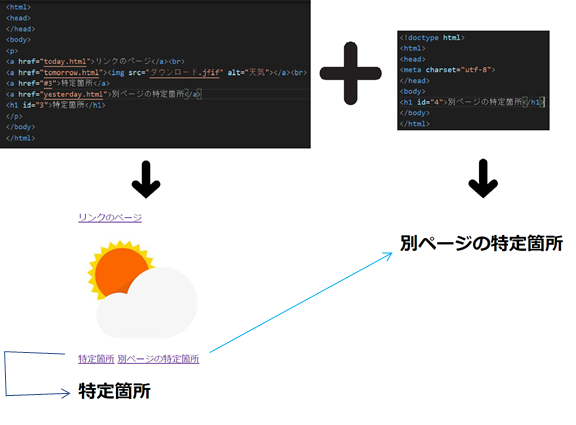 <html>
<head>
</head>
<body>
<p>
<a href="today.html">リンクのページ</a><br>
<a href="tomorrow.html"><img src="ダウンロード.jfif" alt="天気"></a><br>
<a href="#3">特定箇所</a>
<a href="yesterday.html">別ページの特定箇所</a>
<h1 id="3">特定箇所</h1>
</p>
</body>
</html>
<!doctype html>
<html>
<head>
<meta charset="utf-8">
</head>
<body>
<h1 id="4">別ページの特定箇所</h1>
</body>
</html>
リンクのページ
特定箇所 別ページの特定箇所
特定箇所
別ページの特定箇所